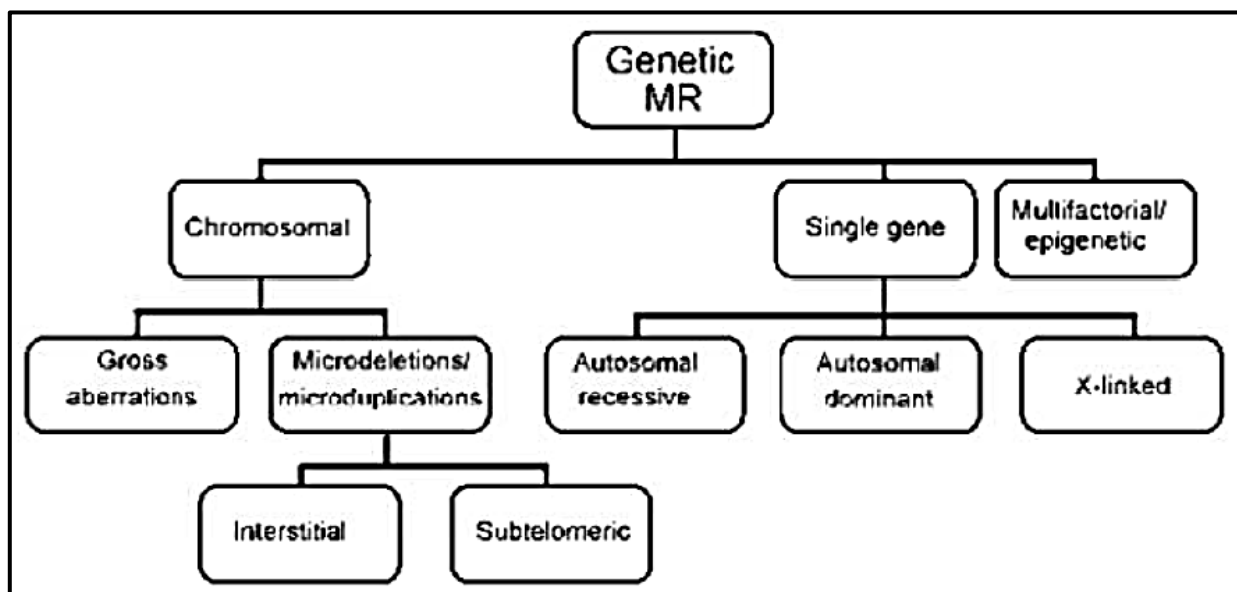 Genetic
MR
Chromosomal
Single gene
Multifactorial/
epigenetic
Gross
aberrations
Microdeletions/
microduplications
Autosomal
recessive
Autosomal
dominant
X-linked
Interstitial
Subtelomeric